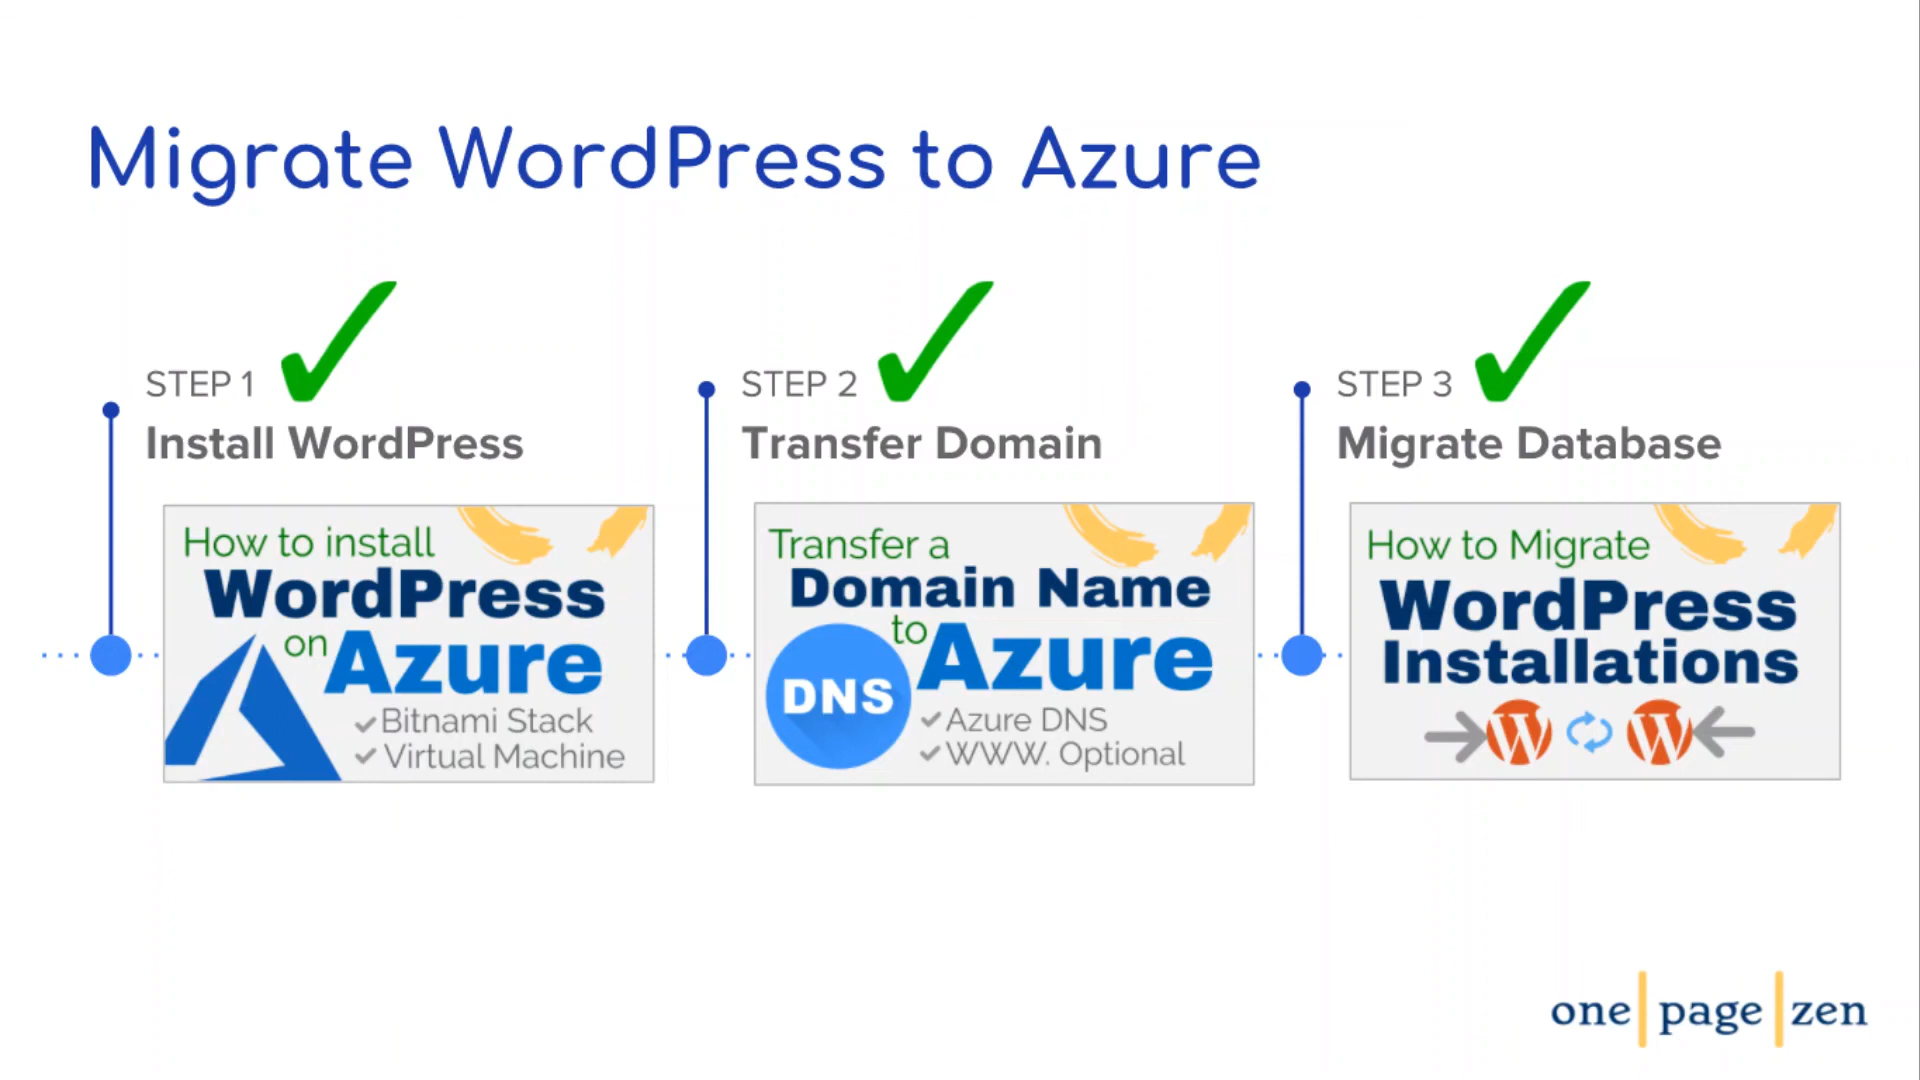 Migrate WordPress to Azure
STEP 1
Install WordPress
How to install
WordPress
on Azure
Bitnami Stack
Virtual Machine
STEP 2
Transfer Domain
Transfer a
Domain Name
to Azure
DNS
Azure DNS
WWW. Optional
STEP 3
Migrate Database
How to Migrate
WordPress
Installations
one|page|zen